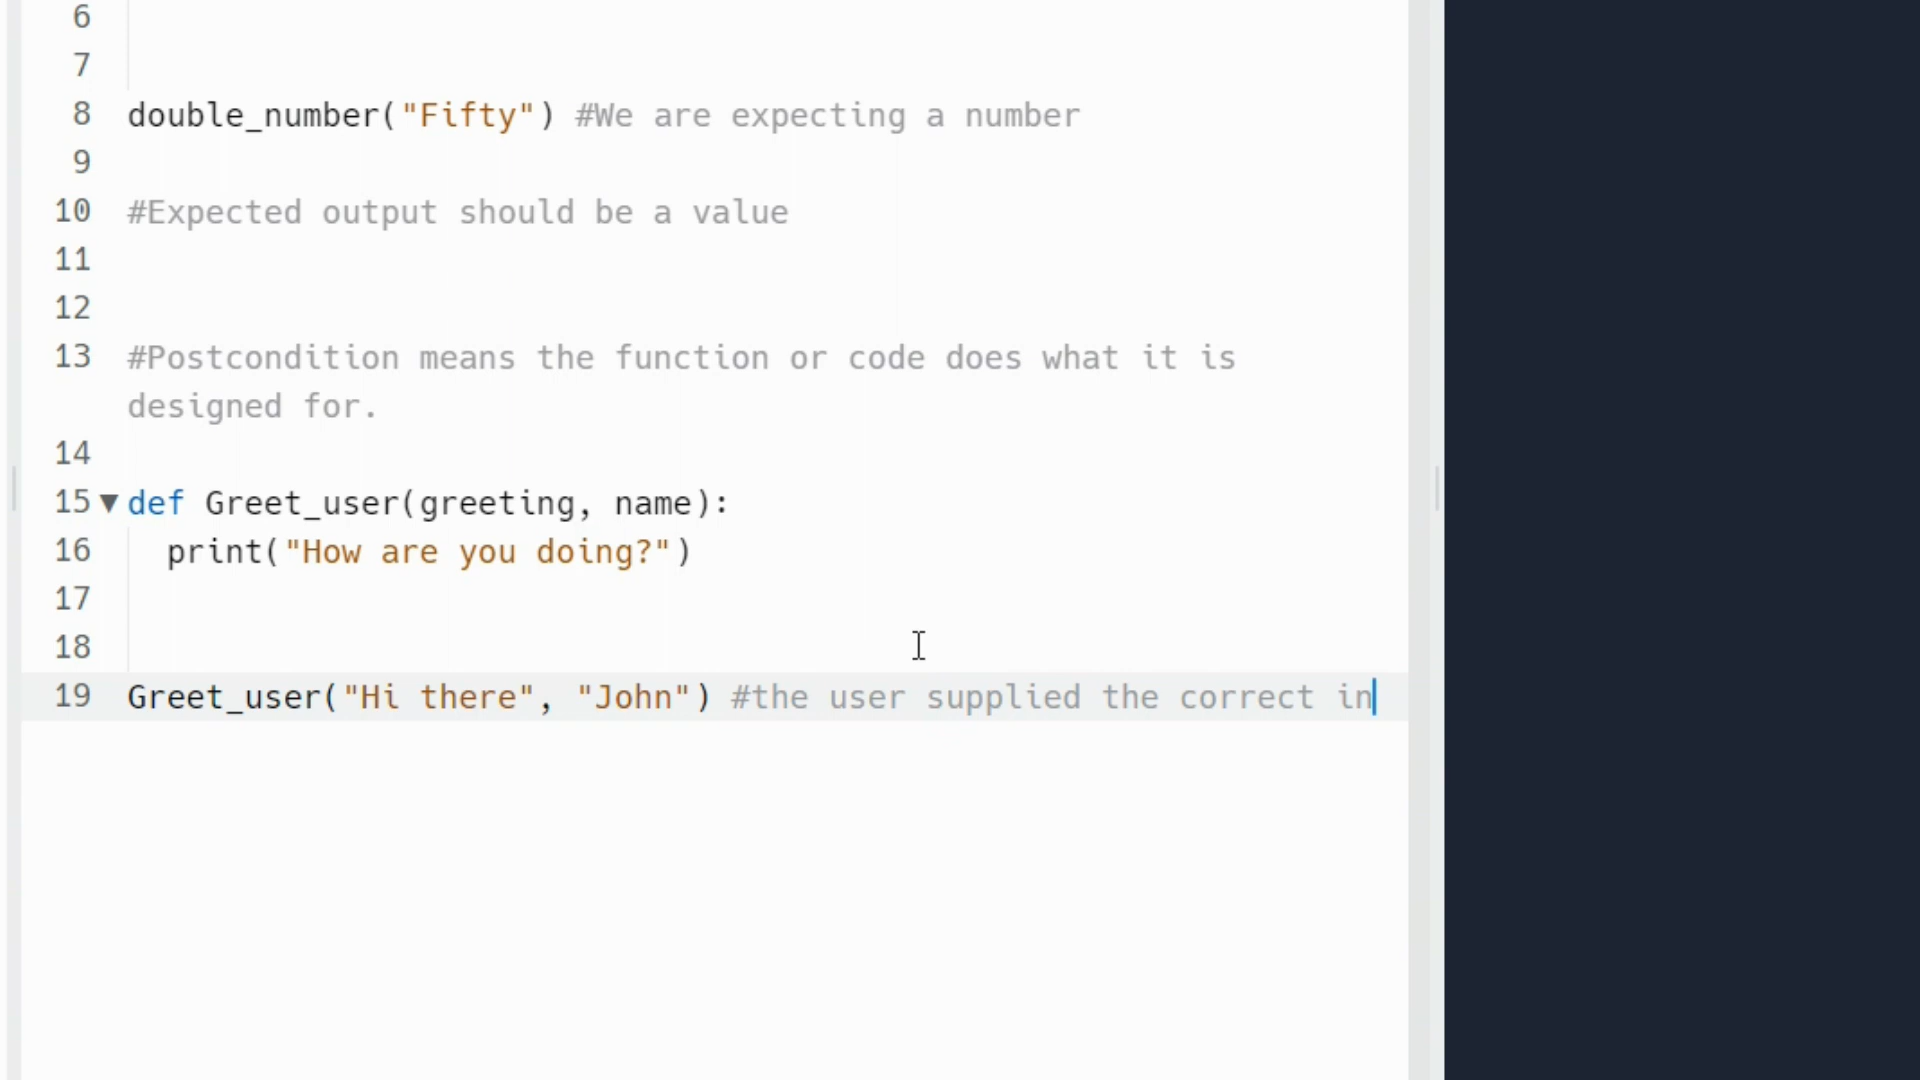 6
7
8 double_number("Fifty") #We are expecting a number
9
10 #Expected output should be a value
11
12
13 #Postcondition means the function or code does what it is
designed for.
14
15 ▼ def Greet_user(greeting, name):
16 print("How are you doing?")
17
18
19 Greet_user("Hi there", "John") #the user supplied the correct in